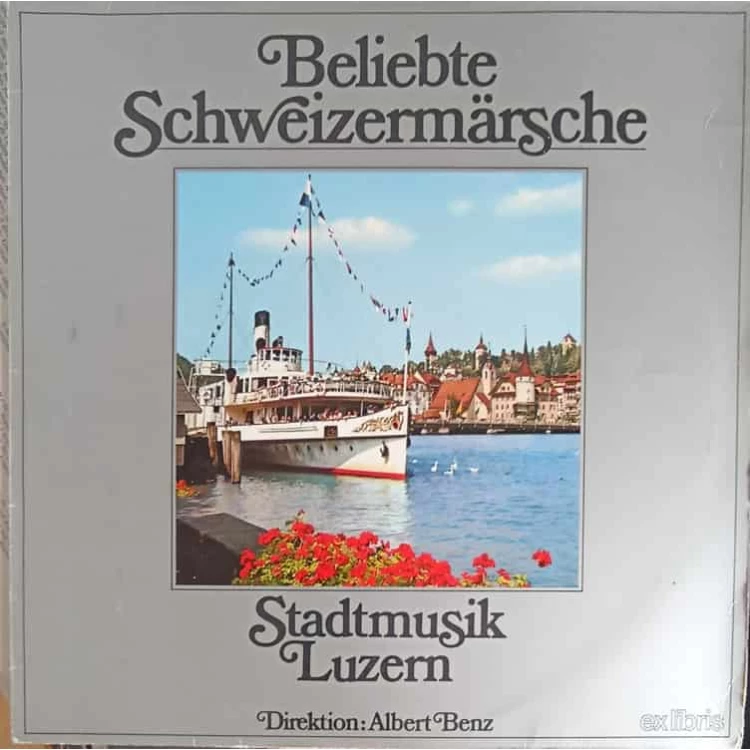 Beliebte
Schweizermärsche
Stadtmusik
Luzern
Direktion: Albert Benz
ex libris